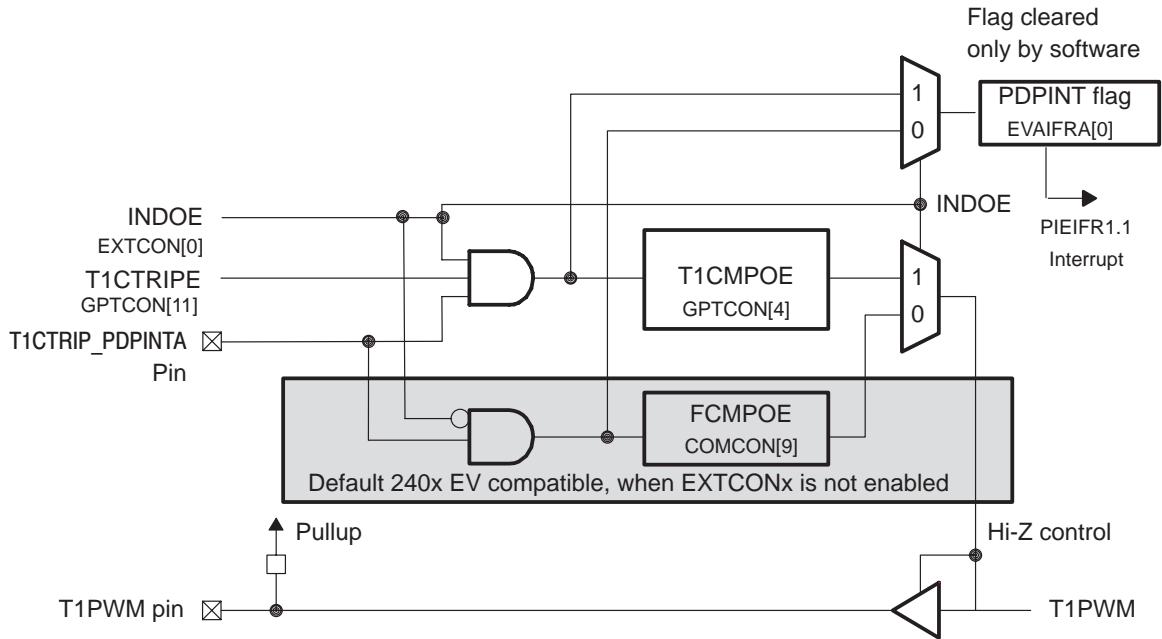 Flag cleared
only by software
1
0
PDPINT flag
EVAIFRA[0]
INDOE
EXTCON[0]
INDOE
PIEIFR1.1
Interrupt
T1CTRIPE
GPTCON[11]
T1CMPOE
GPTCON[4]
1
0
T1CTRIP_PDPINTA
Pin
FCMPOE
COMCON[9]
Default 240x EV compatible, when EXTCONx is not enabled
Pullup
Hi-Z control
T1PWM pin
T1PWM